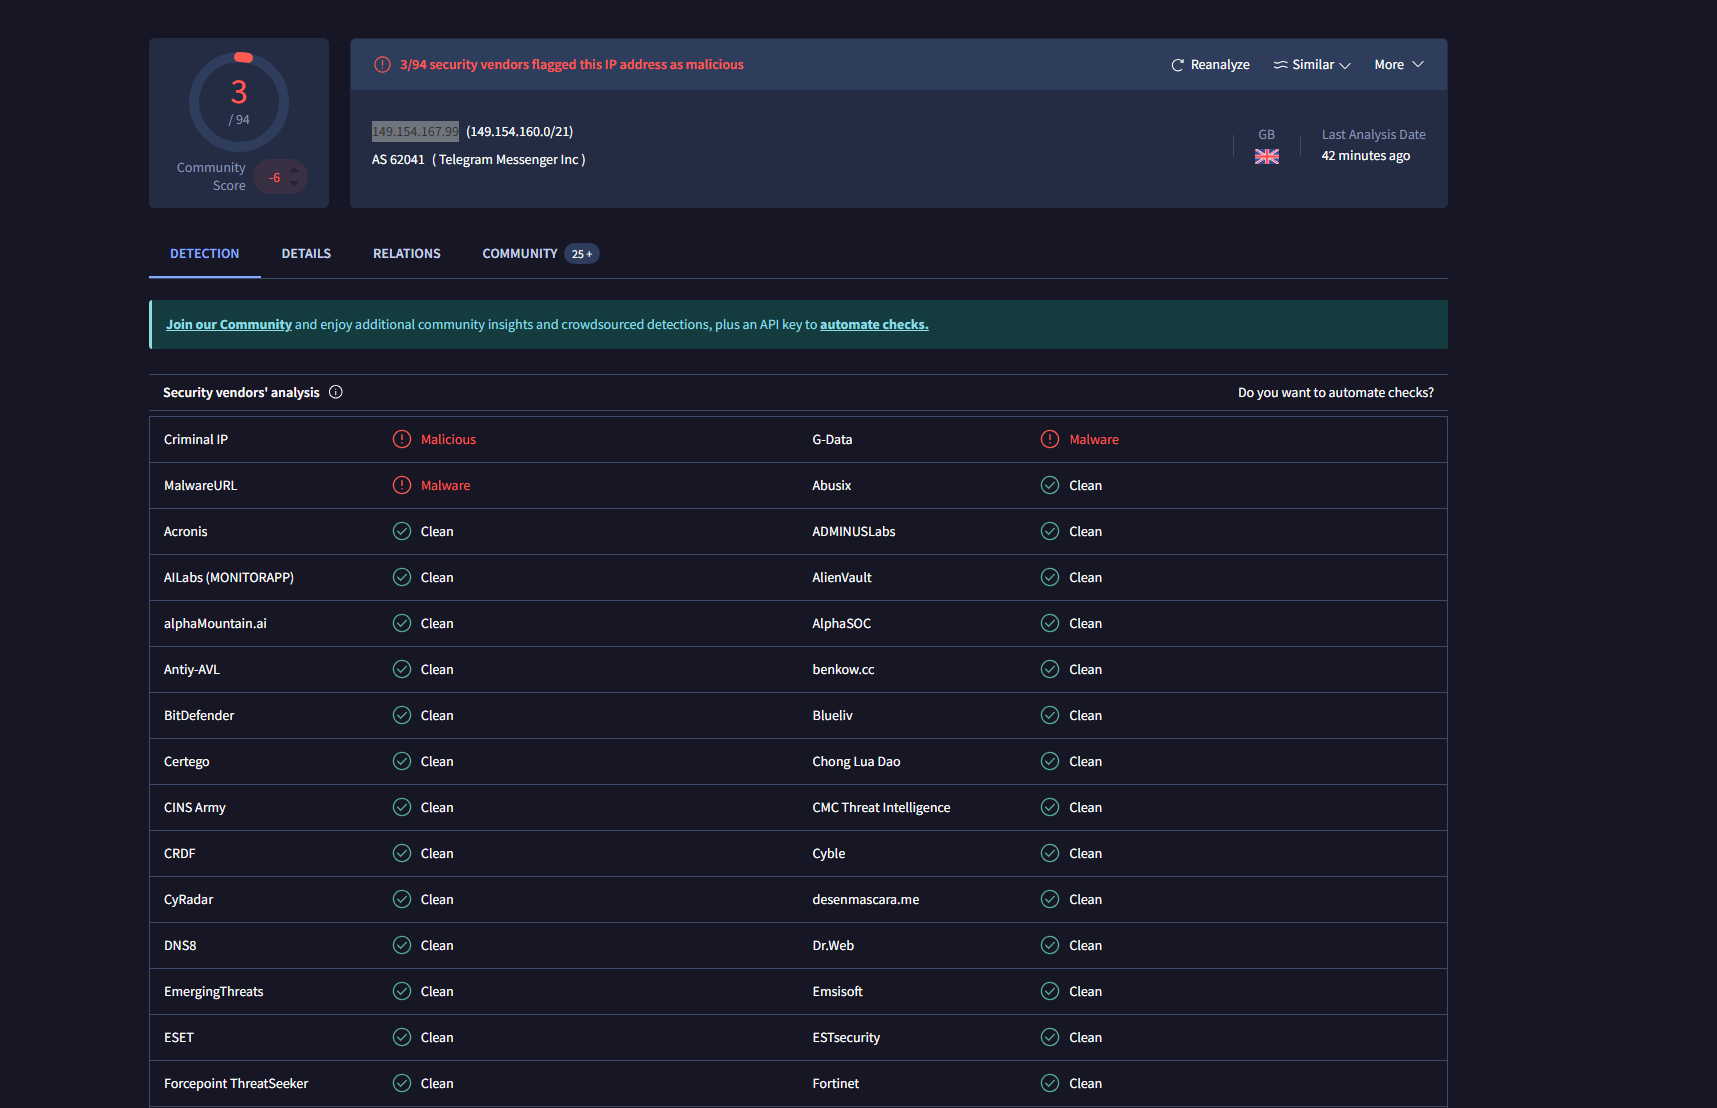 3
/ 94
Community Score
-6
3/94 security vendors flagged this IP address as malicious
Reanalyze
Similar
More
149.154.167.99 (149.154.160.0/21)
AS 62041 ( Telegram Messenger Inc )
GB
Last Analysis Date
42 minutes ago
DETECTION
DETAILS
RELATIONS
COMMUNITY 25 +
Join our Community and enjoy additional community insights and crowdsourced detections, plus an API key to automate checks.
Security vendors' analysis
Do you want to automate checks?
Criminal IP Malicious G-Data Malware
MalwareURL Malware Abusix Clean
Acronis Clean ADMINUSLabs Clean
AILabs (MONITORAPP) Clean AlienVault Clean
alphaMountain.ai Clean AlphaSOC Clean
Antiy-AVL Clean benkow.cc Clean
BitDefender Clean Blueliv Clean
Certego Clean Chong Lua Dao Clean
CINS Army Clean CMC Threat Intelligence Clean
CRDF Clean Cyble Clean
CyRadar Clean desenmascara.me Clean
DNS8 Clean Dr.Web Clean
EmergingThreats Clean Emsisoft Clean
ESET Clean ESTsecurity Clean
Forcepoint ThreatSeeker Clean Fortinet Clean